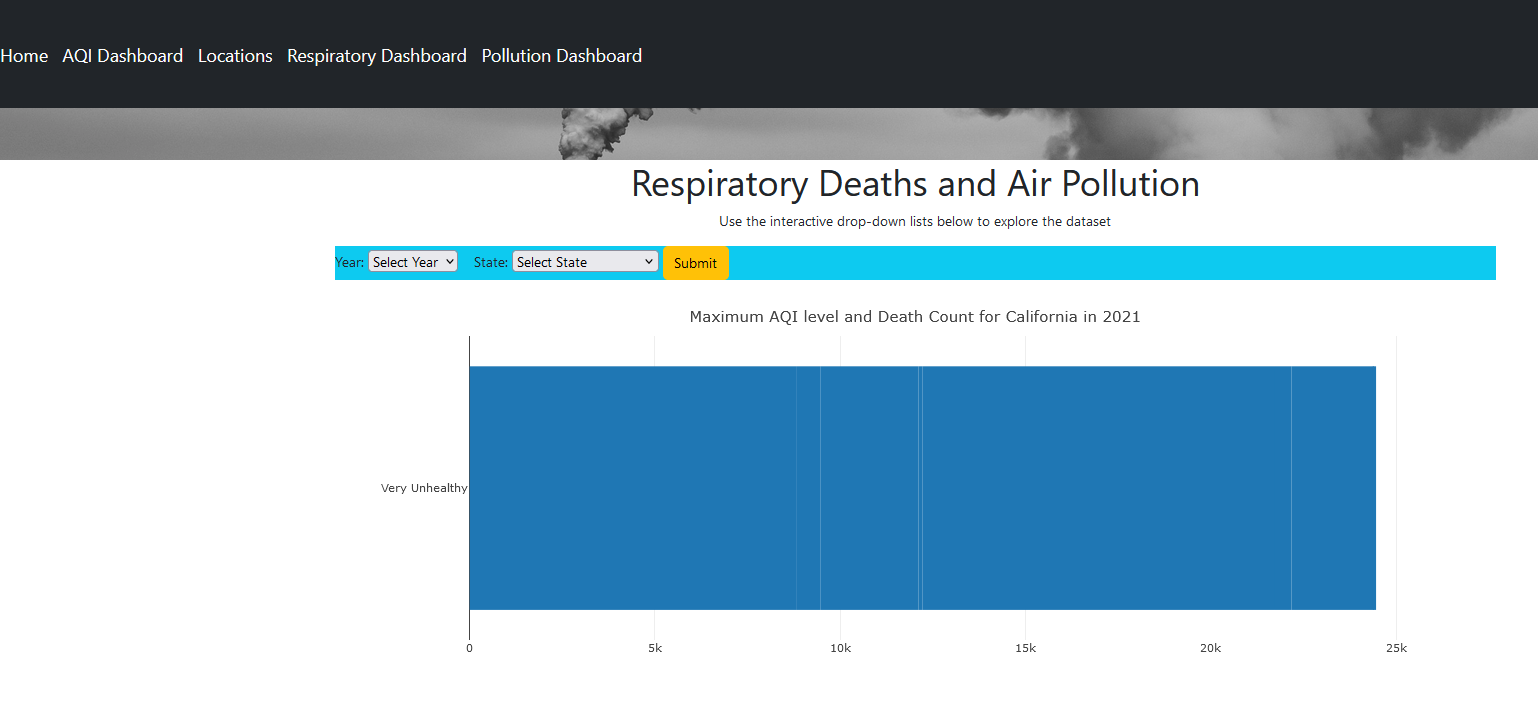 Home AQI Dashboard Locations Respiratory Dashboard Pollution Dashboard
Respiratory Deaths and Air Pollution
Use the interactive drop-down lists below to explore the dataset
Year: Select Year State: Select State Submit
Maximum AQI level and Death Count for California in 2021
Very Unhealthy
0 5k 10k 15k 20k 25k